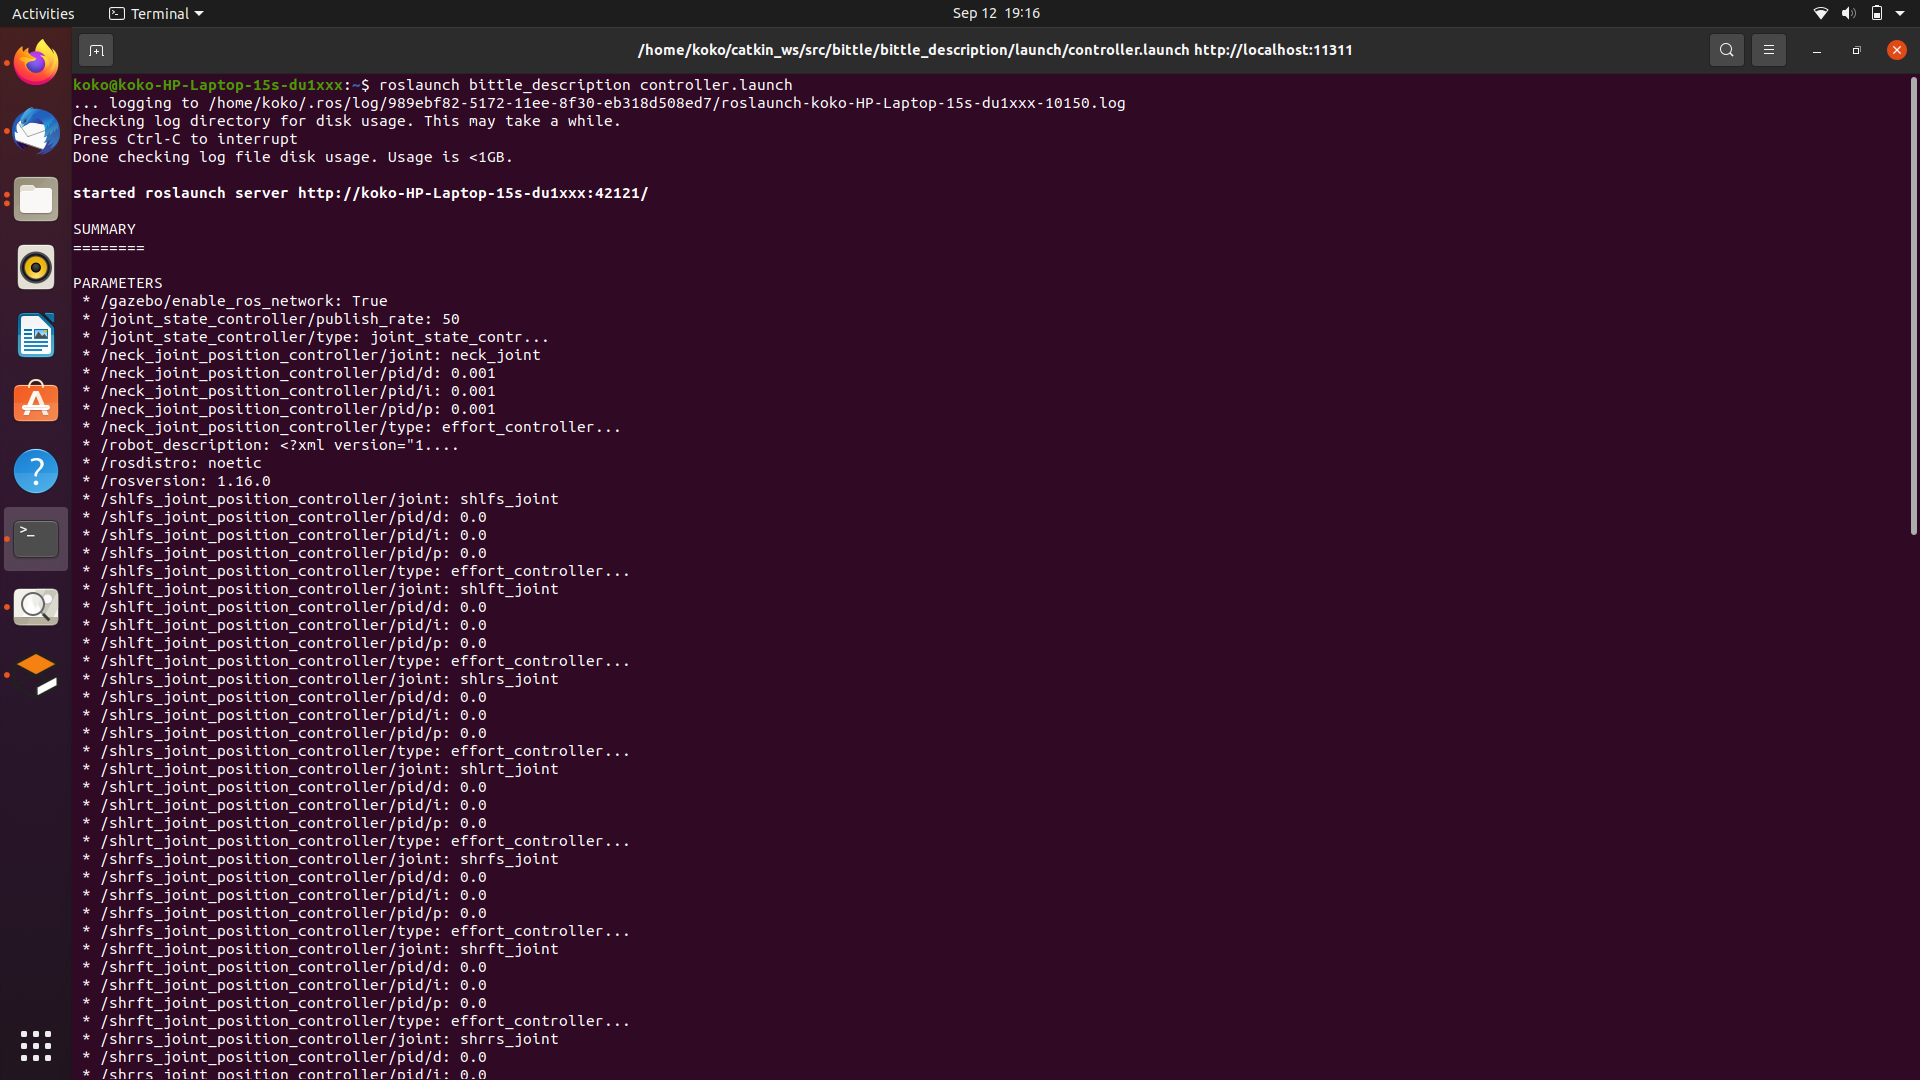 Activities
Terminal
Sep 12 19:16
/home/koko/catkin_ws/src/bittle/bittle_description/launch/controller.launch http://localhost:11311
koko@koko-HP-Laptop-15s-du1xxx:~$ roslaunch bittle_description controller.launch
... logging to /home/koko/.ros/log/989ebf82-5172-11ee-8f30-eb318d508ed7/roslaunch-koko-HP-Laptop-15s-du1xxx-10150.log
Checking log directory for disk usage. This may take a while.
Press Ctrl-C to interrupt
Done checking log file disk usage. Usage is <1GB.
started roslaunch server http://koko-HP-Laptop-15s-du1xxx:42121/
SUMMARY
========
PARAMETERS
* /gazebo/enable_ros_network: True
* /joint_state_controller/publish_rate: 50
* /joint_state_controller/type: joint_state_contr...
* /neck_joint_position_controller/joint: neck_joint
* /neck_joint_position_controller/pid/d: 0.001
* /neck_joint_position_controller/pid/i: 0.001
* /neck_joint_position_controller/pid/p: 0.001
* /neck_joint_position_controller/type: effort_controller...
* /robot_description: <?xml version="1....
* /rosdistro: noetic
* /rosversion: 1.16.0
* /shlfs_joint_position_controller/joint: shlfs_joint
* /shlfs_joint_position_controller/pid/d: 0.0
* /shlfs_joint_position_controller/pid/i: 0.0
* /shlfs_joint_position_controller/pid/p: 0.0
* /shlfs_joint_position_controller/type: effort_controller...
* /shlft_joint_position_controller/joint: shlft_joint
* /shlft_joint_position_controller/pid/d: 0.0
* /shlft_joint_position_controller/pid/i: 0.0
* /shlft_joint_position_controller/pid/p: 0.0
* /shlft_joint_position_controller/type: effort_controller...
* /shlrs_joint_position_controller/joint: shlrs_joint
* /shlrs_joint_position_controller/pid/d: 0.0
* /shlrs_joint_position_controller/pid/i: 0.0
* /shlrs_joint_position_controller/pid/p: 0.0
* /shlrs_joint_position_controller/type: effort_controller...
* /shlrt_joint_position_controller/joint: shlrt_joint
* /shlrt_joint_position_controller/pid/d: 0.0
* /shlrt_joint_position_controller/pid/i: 0.0
* /shlrt_joint_position_controller/pid/p: 0.0
* /shlrt_joint_position_controller/type: effort_controller...
* /shrfs_joint_position_controller/joint: shrfs_joint
* /shrfs_joint_position_controller/pid/d: 0.0
* /shrfs_joint_position_controller/pid/i: 0.0
* /shrfs_joint_position_controller/pid/p: 0.0
* /shrfs_joint_position_controller/type: effort_controller...
* /shrft_joint_position_controller/joint: shrft_joint
* /shrft_joint_position_controller/pid/d: 0.0
* /shrft_joint_position_controller/pid/i: 0.0
* /shrft_joint_position_controller/pid/p: 0.0
* /shrft_joint_position_controller/type: effort_controller...
* /shrrs_joint_position_controller/joint: shrrs_joint
* /shrrs_joint_position_controller/pid/d: 0.0
* /shrrs_joint_position_controller/pid/i: 0.0